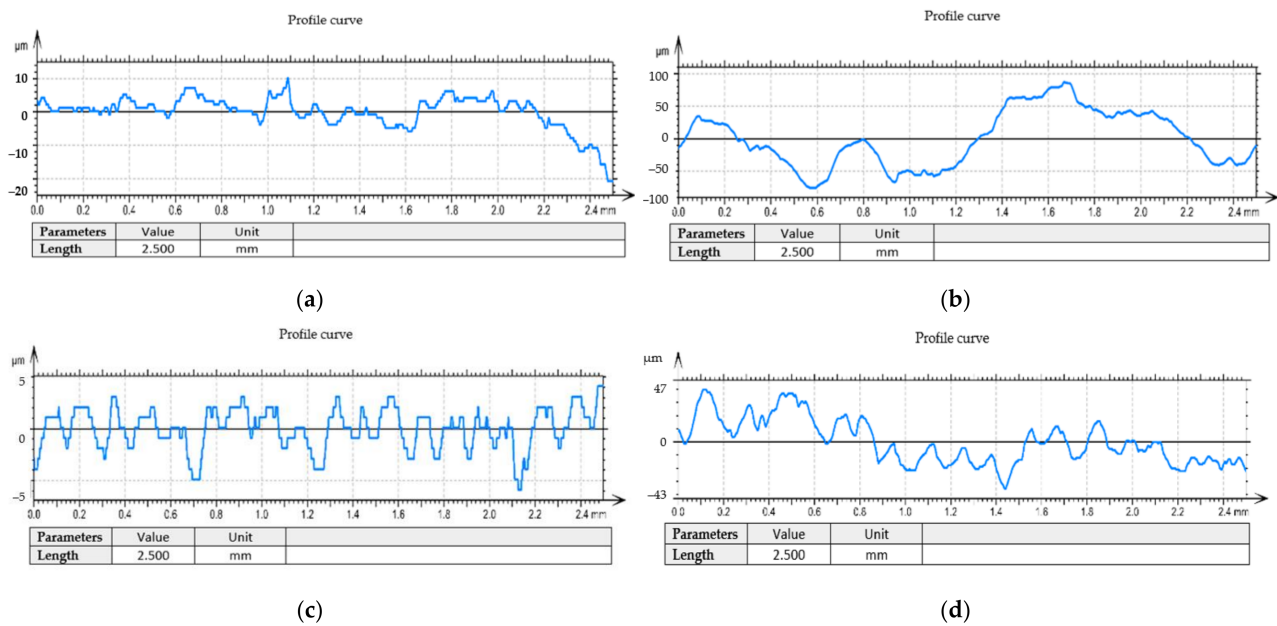 Profile curve
µm
10
0
−10
−20
0.0 0.2 0.4 0.6 0.8 1.0 1.2 1.4 1.6 1.8 2.0 2.2 2.4 mm
Parameters Value Unit
Length 2.500 mm
(a)
Profile curve
µm
100
50
0
−50
−100
0.0 0.2 0.4 0.6 0.8 1.0 1.2 1.4 1.6 1.8 2.0 2.2 2.4 mm
Parameters Value Unit
Length 2.500 mm
(b)
Profile curve
µm
5
0
−5
0.0 0.2 0.4 0.6 0.8 1.0 1.2 1.4 1.6 1.8 2.0 2.2 2.4 mm
Parameters Value Unit
Length 2.500 mm
(c)
Profile curve
µm
47
0
−43
0.0 0.2 0.4 0.6 0.8 1.0 1.2 1.4 1.6 1.8 2.0 2.2 2.4 mm
Parameters Value Unit
Length 2.500 mm
(d)